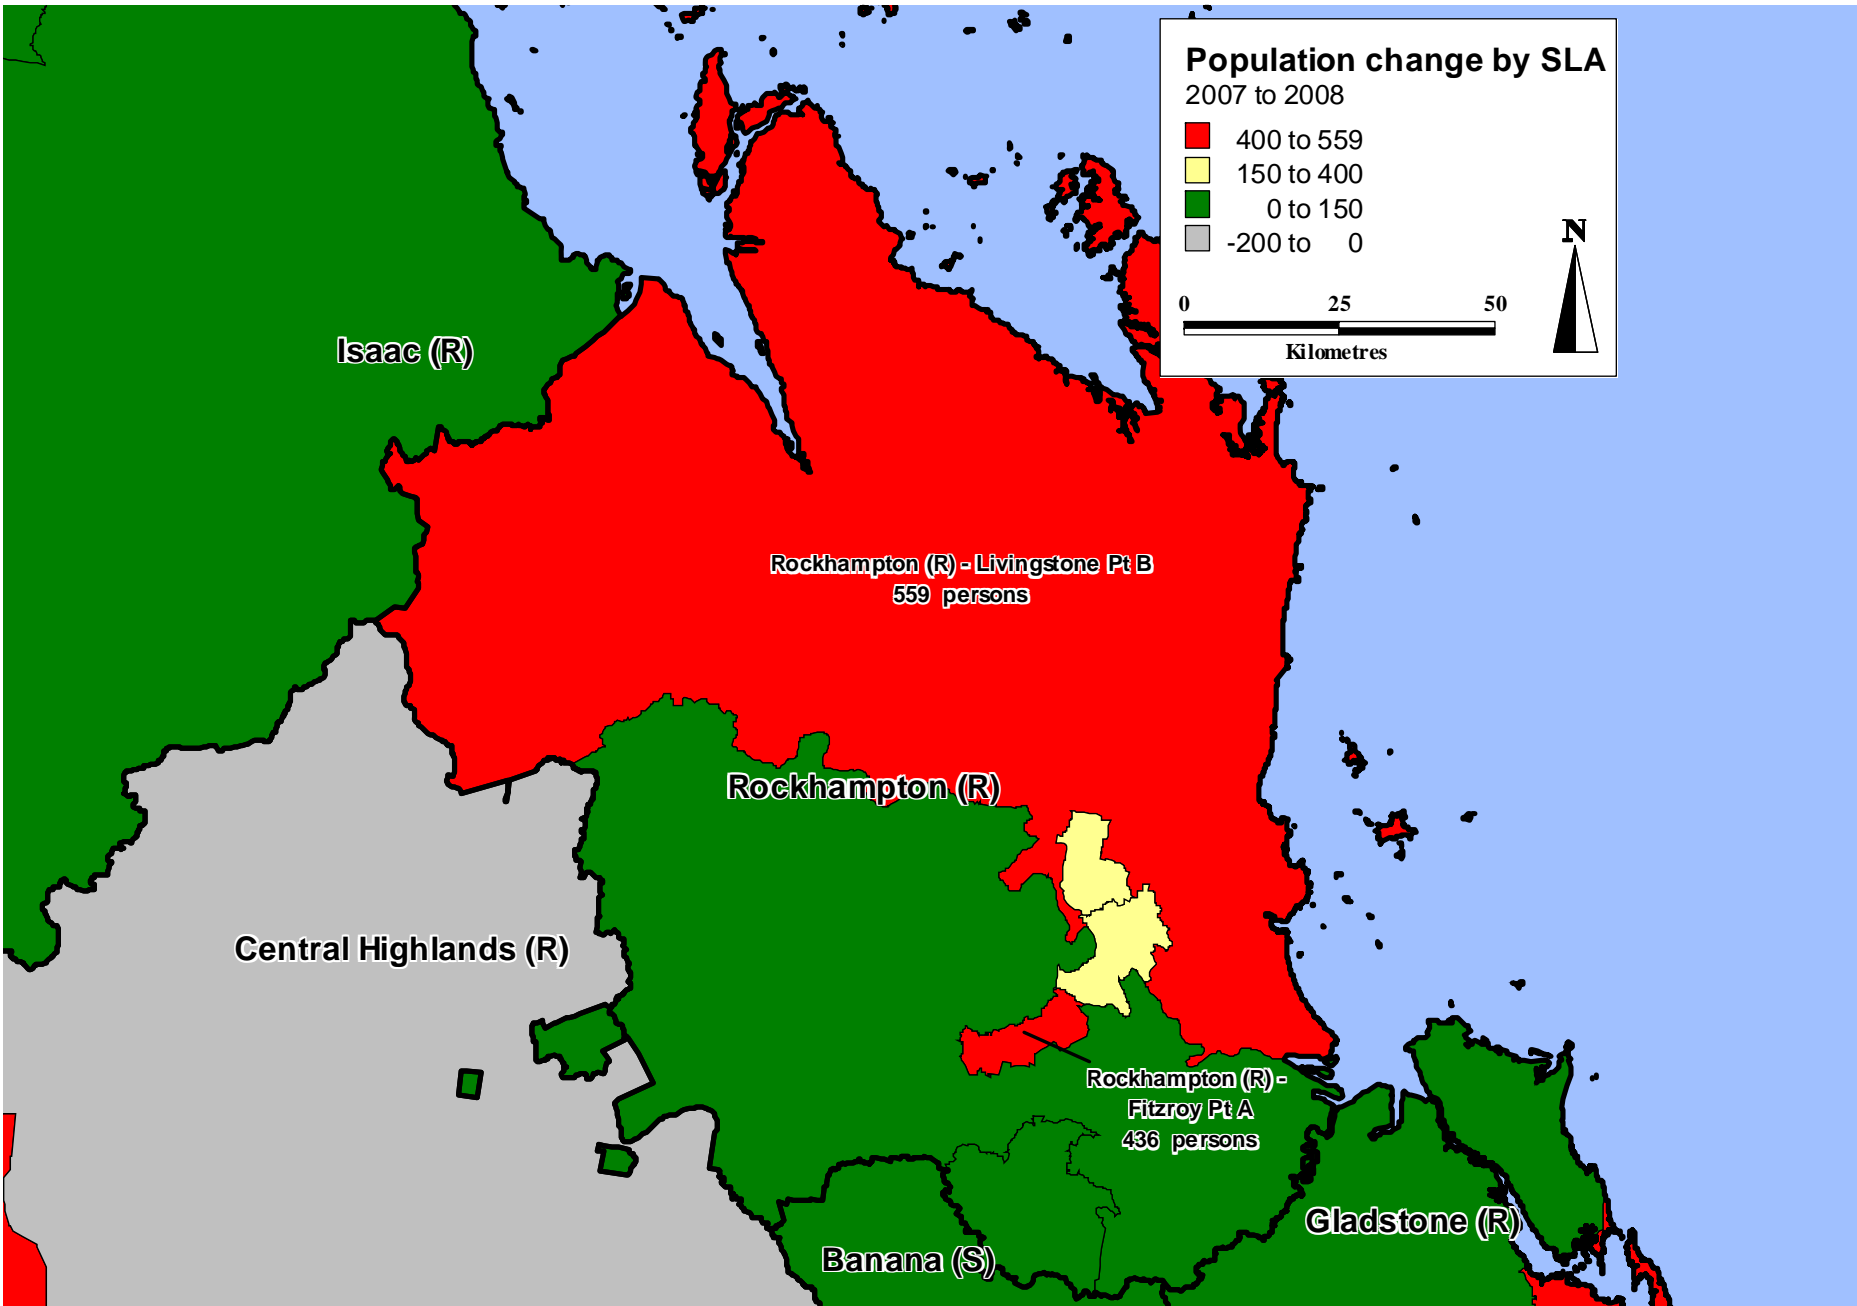 Population change by SLA
2007 to 2008
400 to 559
150 to 400
0 to 150
-200 to 0
N
0 25 50
Kilometres
Isaac (R)
Rockhampton (R) - Livingstone Pt B
559 persons
Rockhampton (R)
Central Highlands (R)
Rockhampton (R) -
Fitzroy Pt A
436 persons
Gladstone (R)
Banana (S)